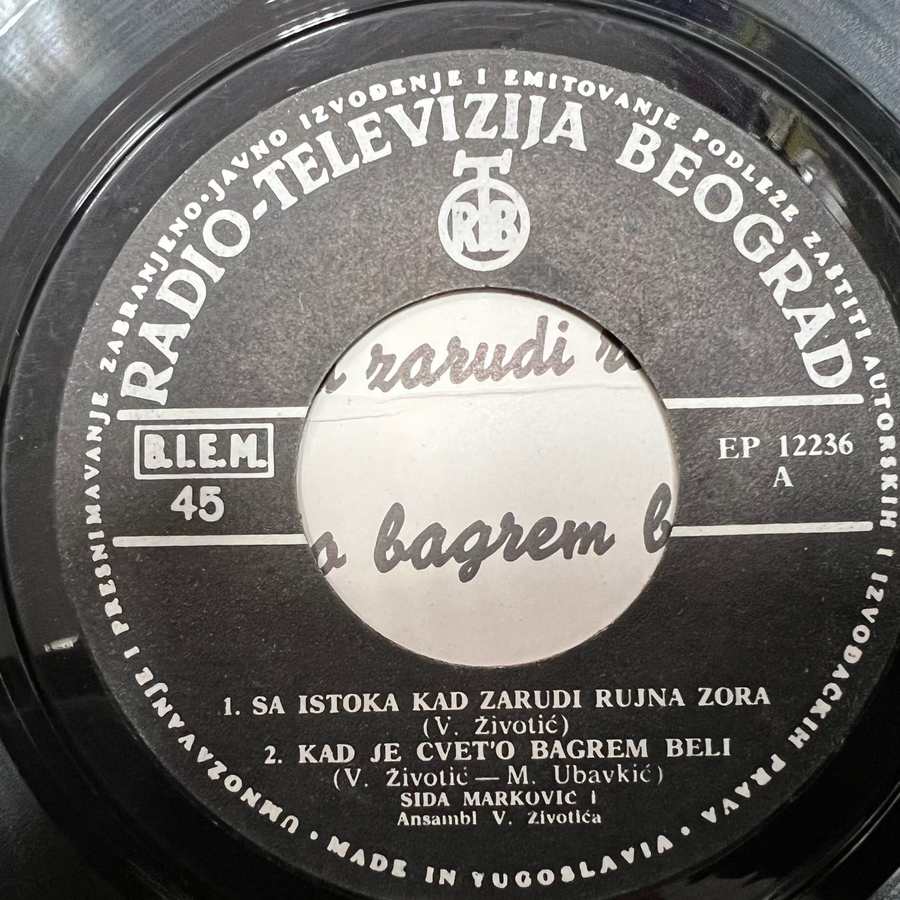 UMNOŽAVANJE I PRESNIMAVANJE ZABRANJENO · JAVNO IZVOĐENJE I EMITOVANJE PODLEŽE ZAŠTITI AUTORSKIH I IZVOĐAČKIH PRAVA · MADE IN YUGOSLAVIA ·
RADIO-TELEVIZIJA BEOGRAD
RTB
zarudi
B.I.E.M.
45
EP 12236
A
bagrem b
1. SA ISTOKA KAD ZARUDI RUJNA ZORA
(V. Životić)
2. KAD JE CVET'O BAGREM BELI
(V. Životić — M. Ubavkić)
SIDA MARKOVIĆ I
Ansambl V. Životića